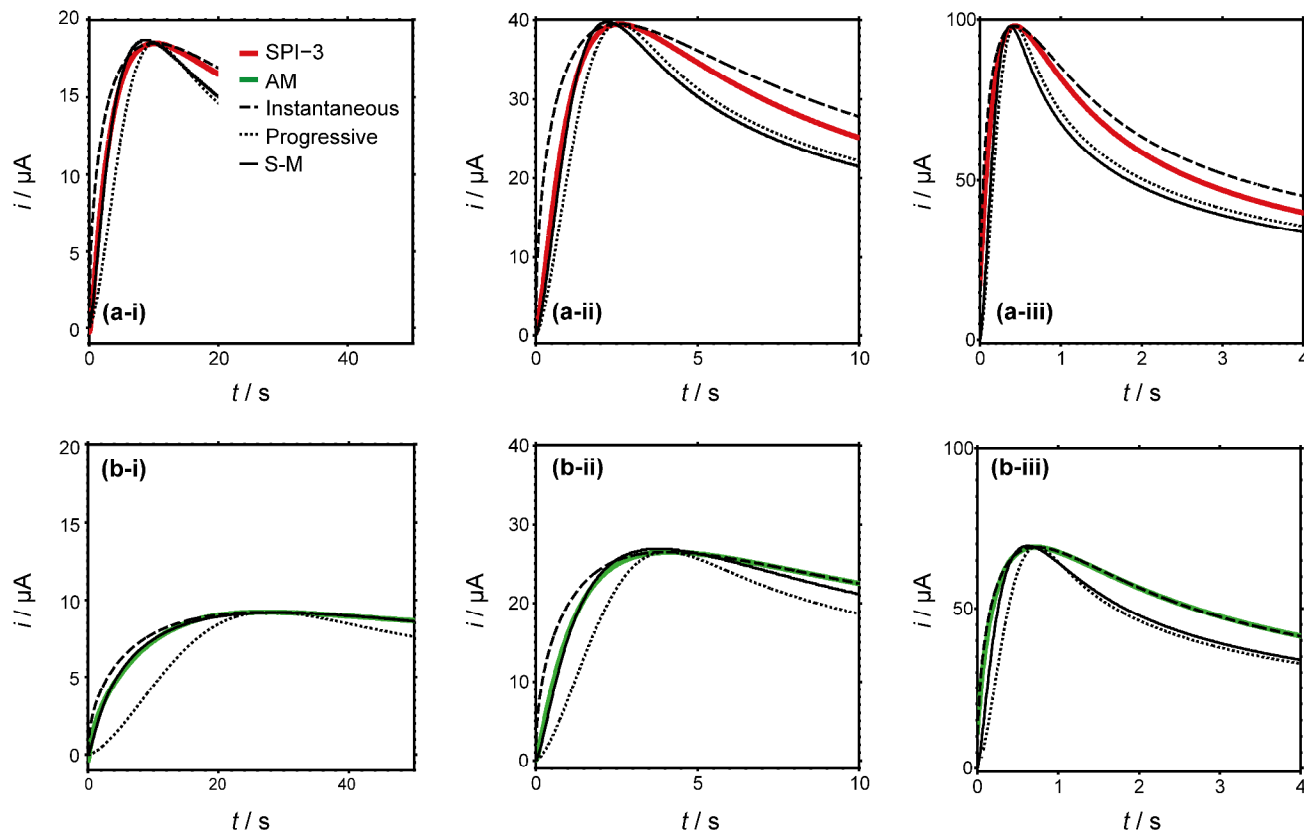 20
15
10
5
0
i / µA
SPI−3
AM
Instantaneous
Progressive
S-M
(a-i)
0 20 40
t / s
40
30
20
10
0
i / µA
(a-ii)
0 5 10
t / s
100
50
0
i / µA
(a-iii)
0 1 2 3 4
t / s
20
15
10
5
0
i / µA
(b-i)
0 20 40
t / s
40
30
20
10
0
i / µA
(b-ii)
0 5 10
t / s
100
50
0
i / µA
(b-iii)
0 1 2 3 4
t / s